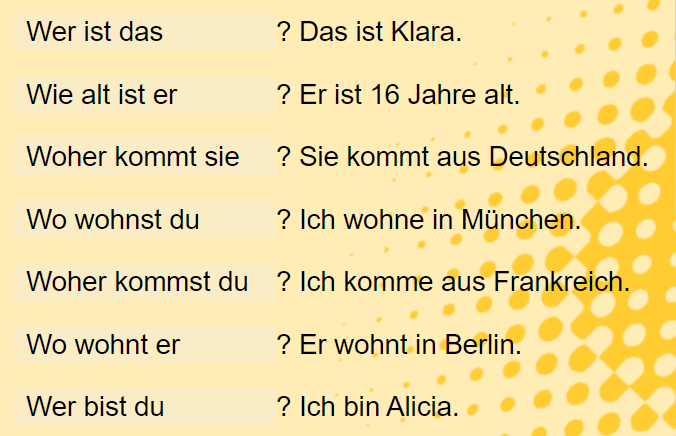 Wer ist das ? Das ist Klara.
Wie alt ist er ? Er ist 16 Jahre alt.
Woher kommt sie ? Sie kommt aus Deutschland.
Wo wohnst du ? Ich wohne in München.
Woher kommst du ? Ich komme aus Frankreich.
Wo wohnt er ? Er wohnt in Berlin.
Wer bist du ? Ich bin Alicia.